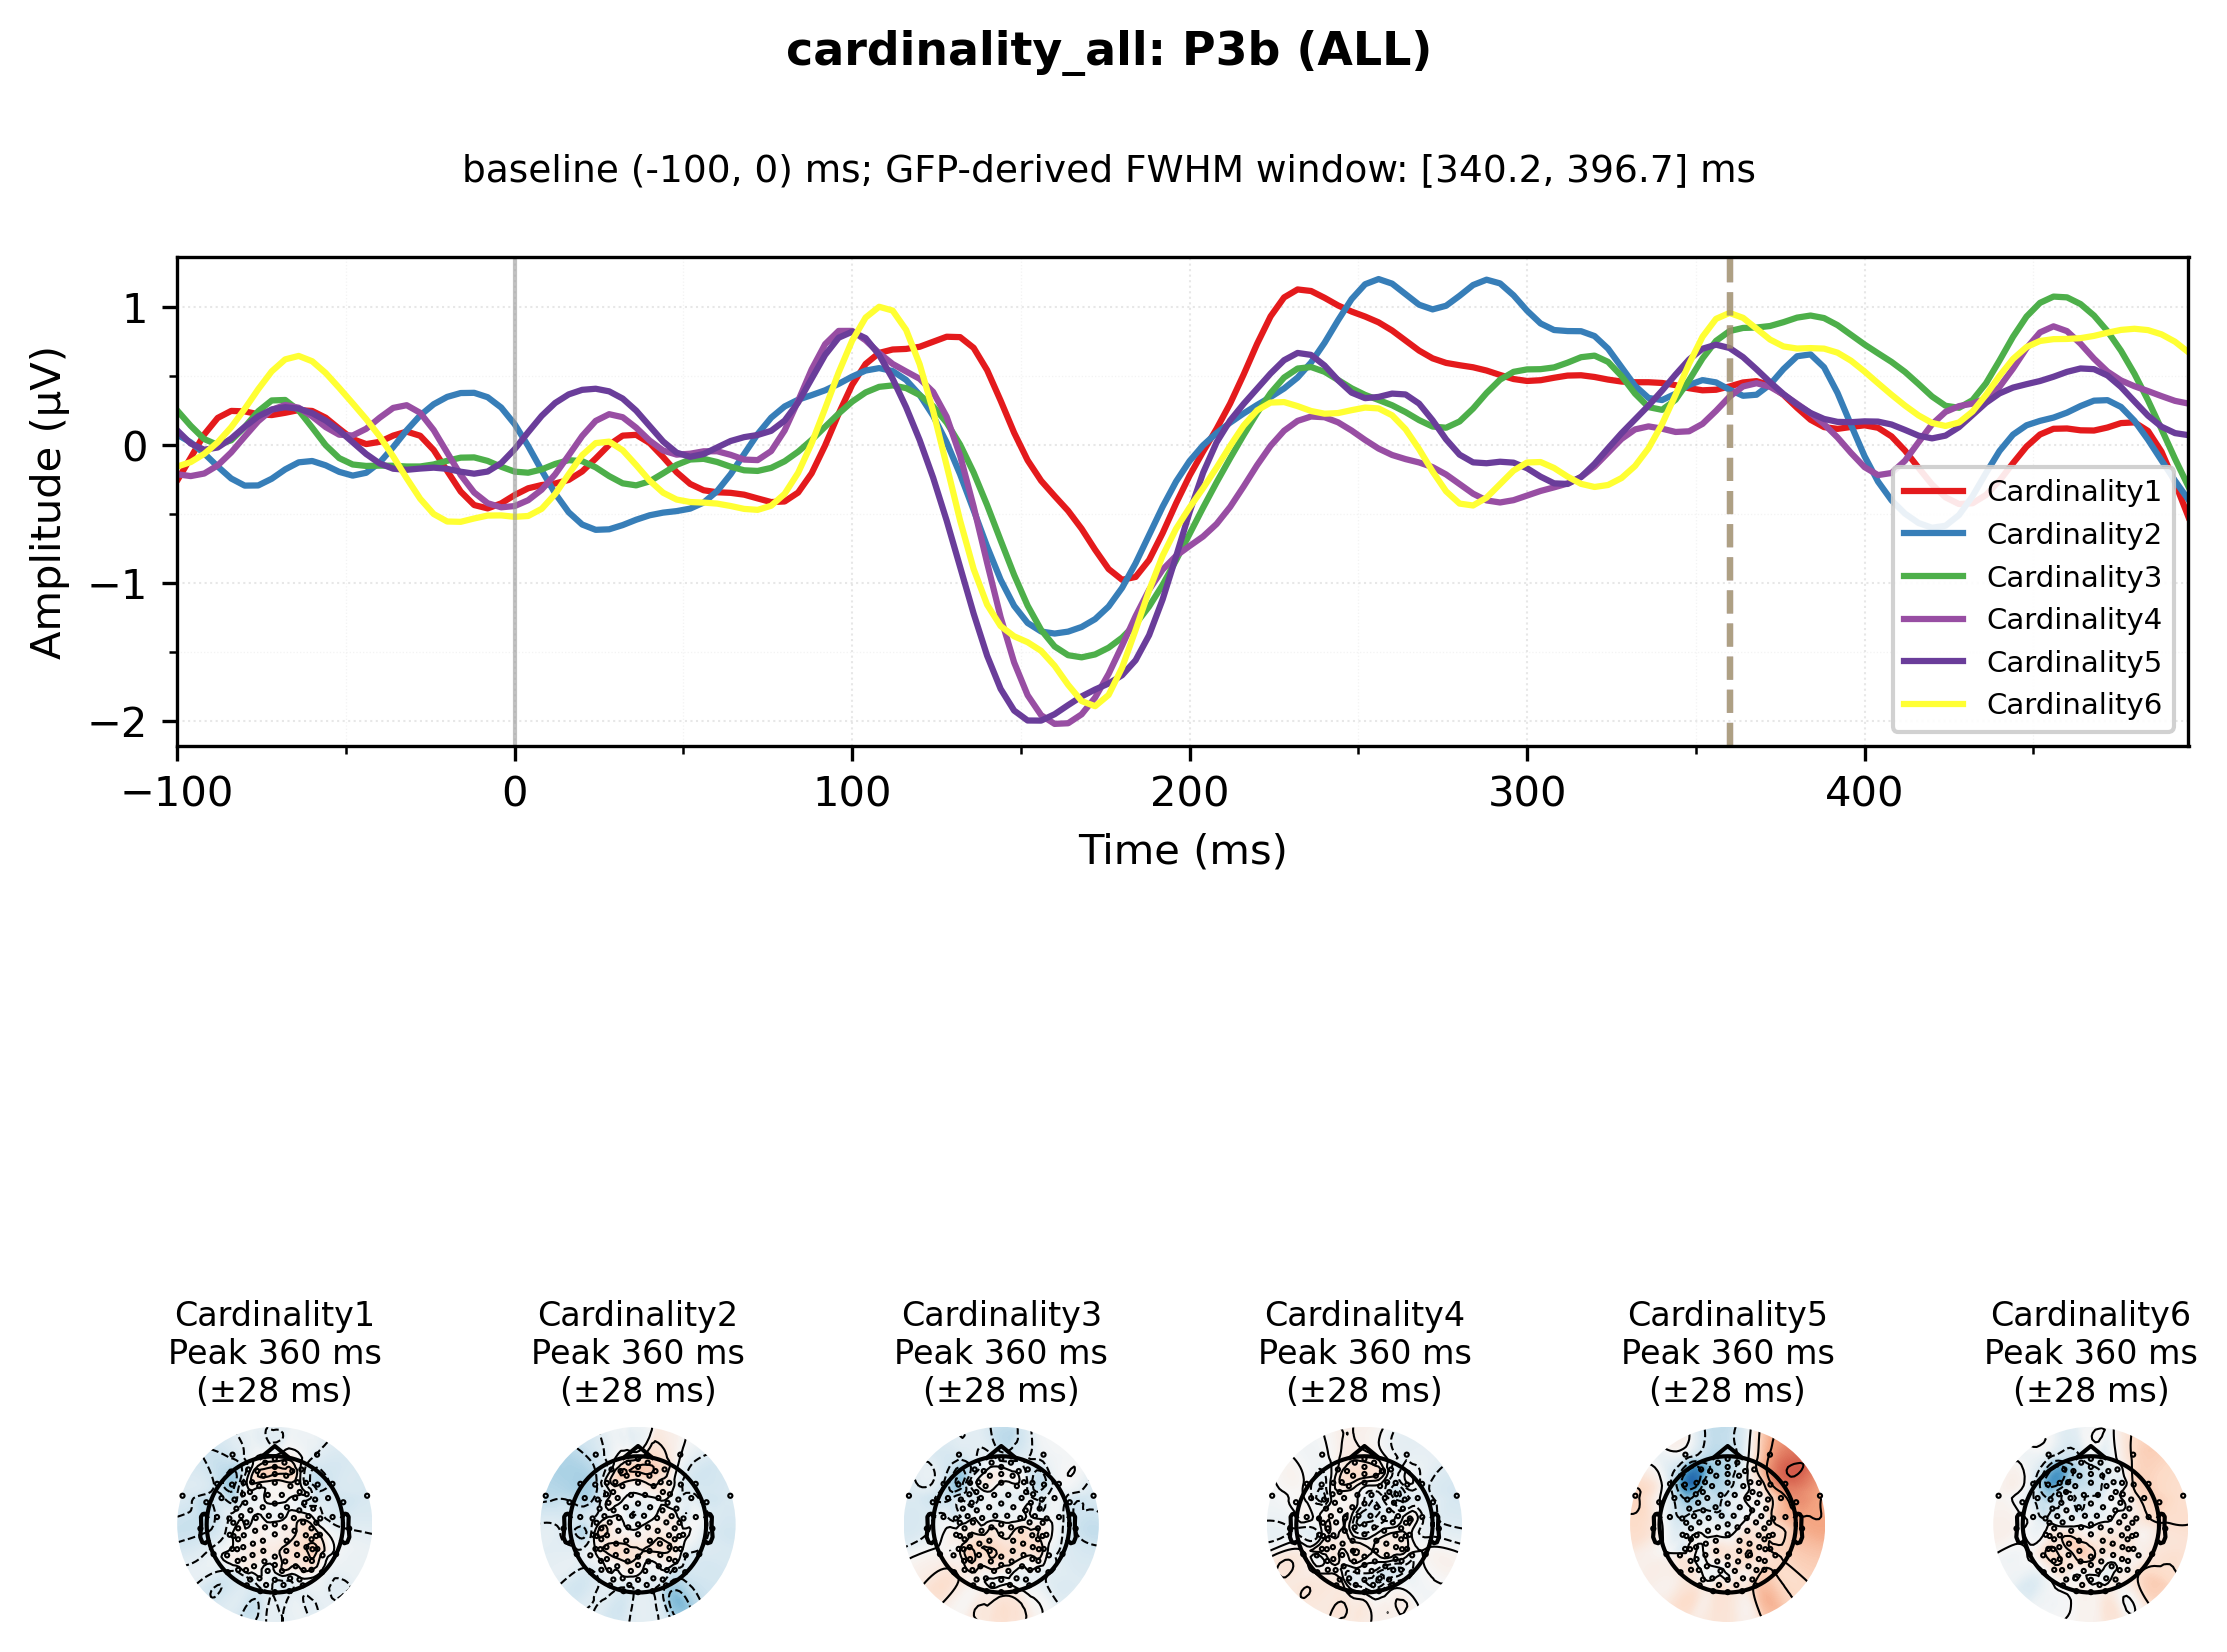 cardinality_all: P3b (ALL)
baseline (-100, 0) ms; GFP-derived FWHM window: [340.2, 396.7] ms
Amplitude (µV)
1
0
−1
−2
−100
0
100
200
300
400
Time (ms)
Cardinality1
Cardinality2
Cardinality3
Cardinality4
Cardinality5
Cardinality6
Cardinality1
Peak 360 ms
(±28 ms)
Cardinality2
Peak 360 ms
(±28 ms)
Cardinality3
Peak 360 ms
(±28 ms)
Cardinality4
Peak 360 ms
(±28 ms)
Cardinality5
Peak 360 ms
(±28 ms)
Cardinality6
Peak 360 ms
(±28 ms)